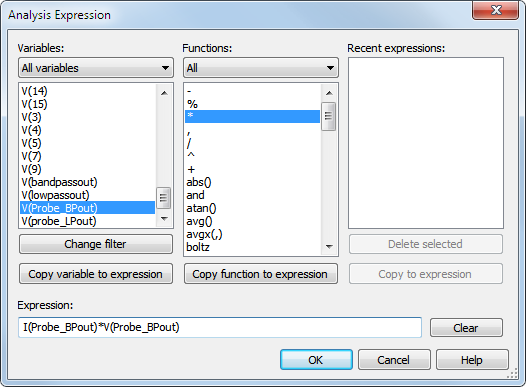 Analysis Expression
Variables:
Functions:
Recent expressions:
All variables
All
V(14)
V(15)
V(3)
V(4)
V(5)
V(7)
V(9)
V(bandpassout)
V(lowpassout)
V(Probe_BPout)
V(probe_LPout)
-
%
*
,
/
^
+
abs()
and
atan()
avg()
avgx(,)
boltz
Change filter
Delete selected
Copy variable to expression
Copy function to expression
Copy to expression
Expression:
I(Probe_BPout)*V(Probe_BPout)
Clear
OK
Cancel
Help